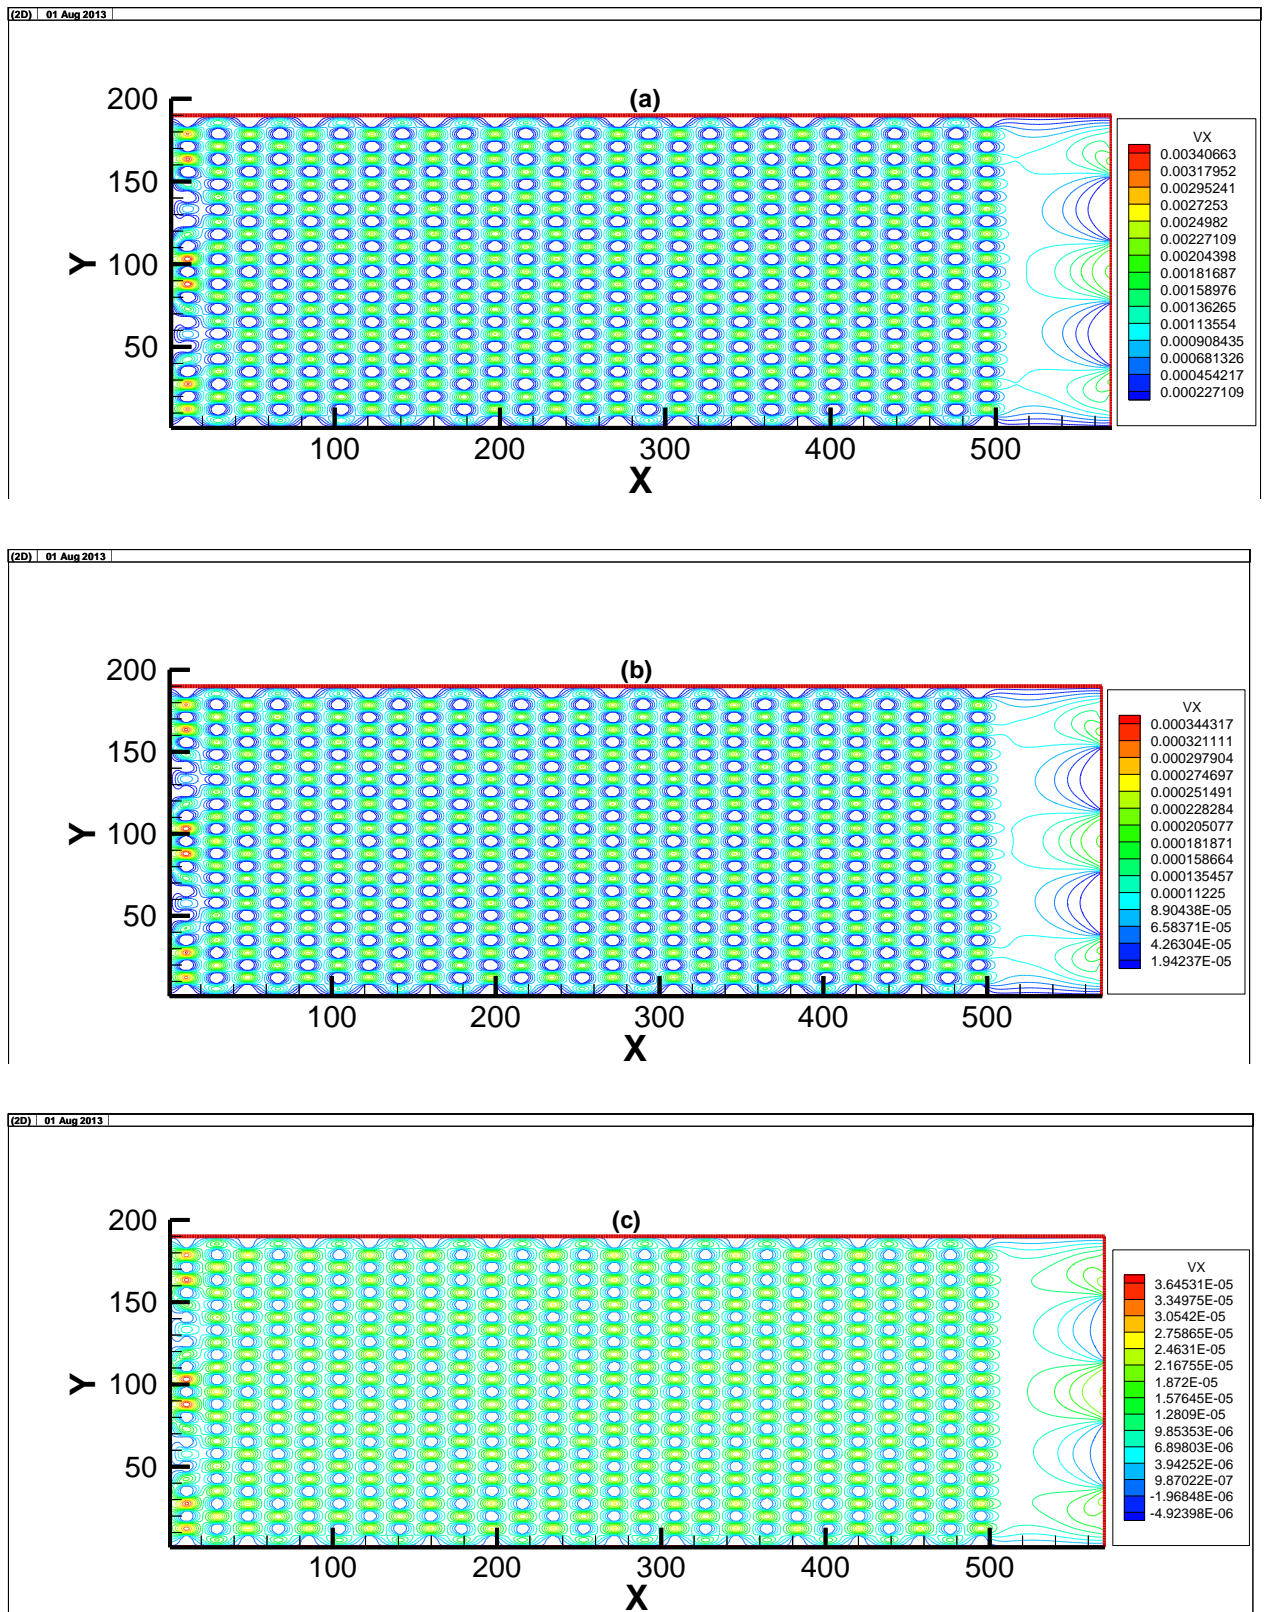 (2D) 01 Aug 2013
(a)
200
150
100
50
Y
100 200 300 400 500
X
VX
0.00340663
0.00317952
0.00295241
0.0027253
0.0024982
0.00227109
0.00204398
0.00181687
0.00158976
0.00136265
0.00113554
0.000908435
0.000681326
0.000454217
0.000227109
(2D) 01 Aug 2013
(b)
200
150
100
50
Y
100 200 300 400 500
X
VX
0.000344317
0.000321111
0.000297904
0.000274697
0.000251491
0.000228284
0.000205077
0.000181871
0.000158664
0.000135457
0.00011225
8.90438E-05
6.58371E-05
4.26304E-05
1.94237E-05
(2D) 01 Aug 2013
(c)
200
150
100
50
Y
100 200 300 400 500
X
VX
3.64531E-05
3.34975E-05
3.0542E-05
2.75865E-05
2.4631E-05
2.16755E-05
1.872E-05
1.57645E-05
1.2809E-05
9.85353E-06
6.89803E-06
3.94252E-06
9.87022E-07
-1.96848E-06
-4.92398E-06